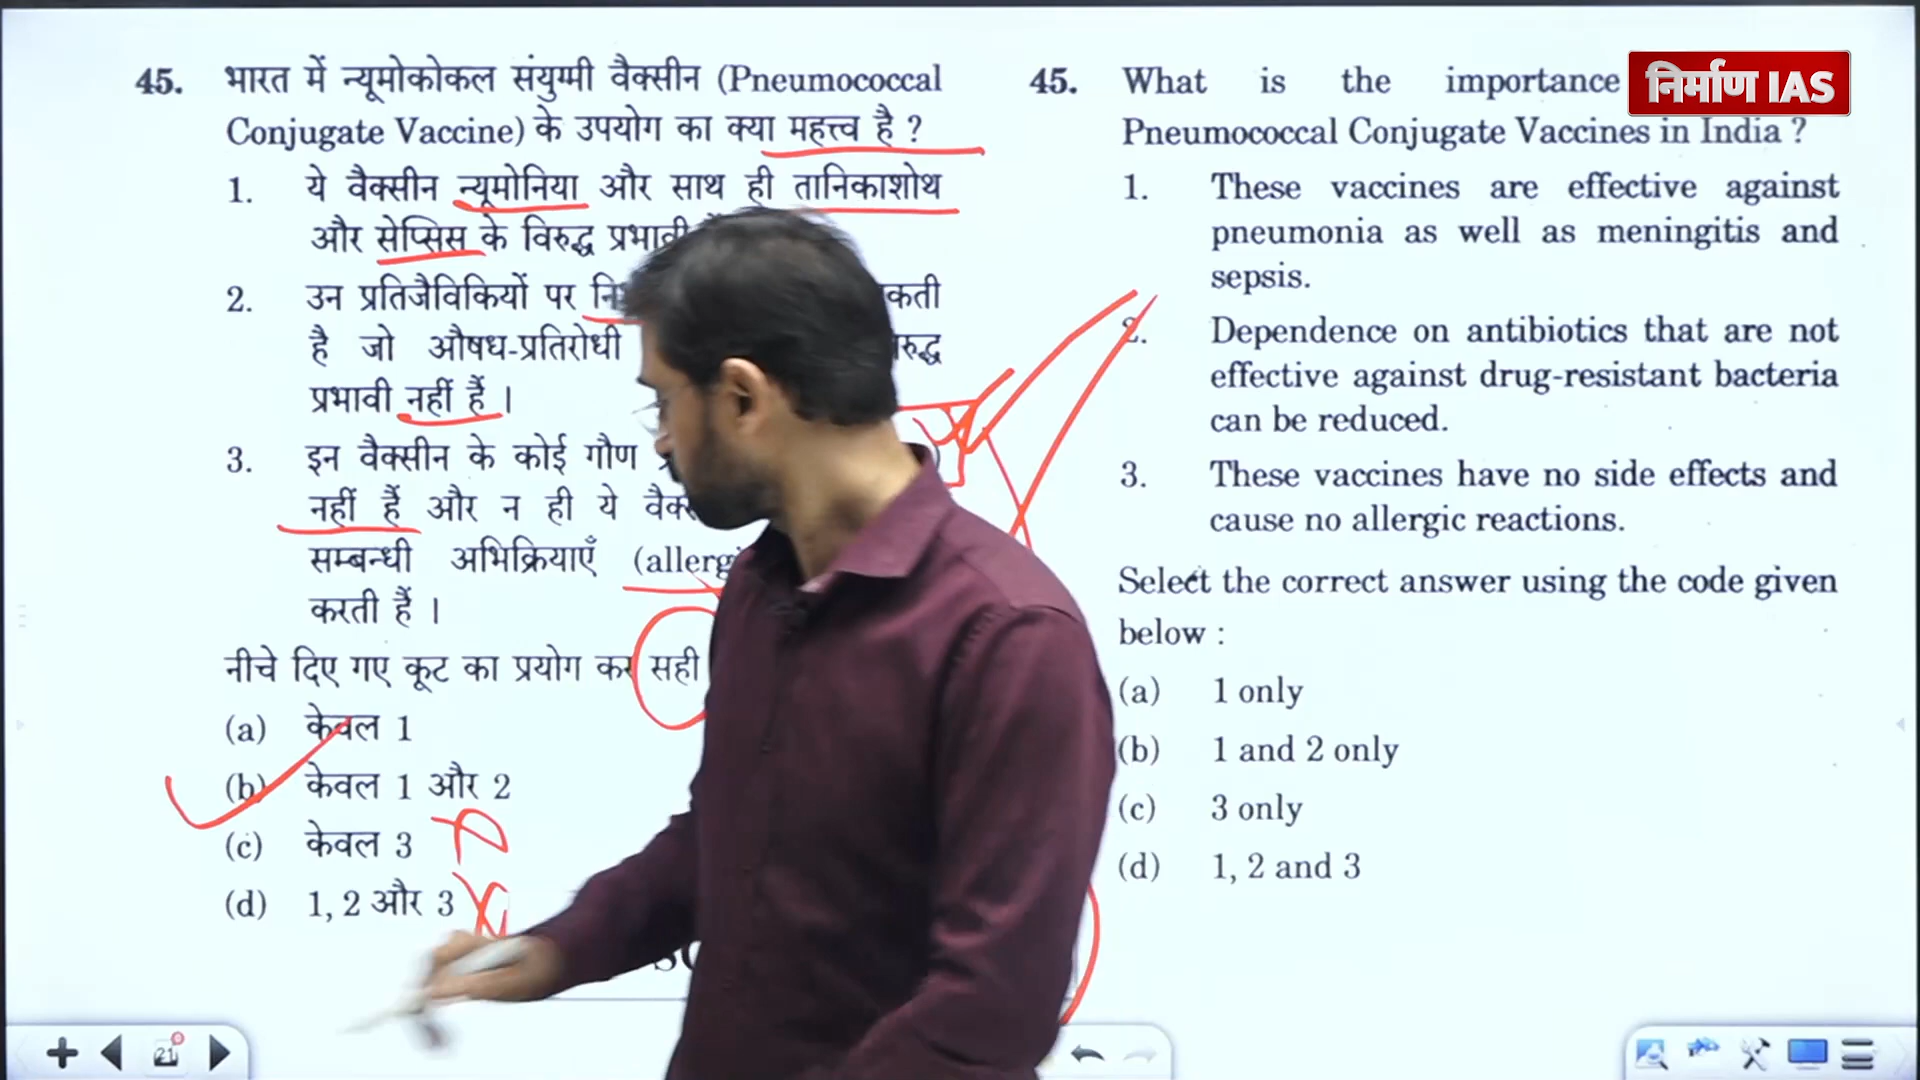 45. भारत में न्यूमोकोकल संयुग्मी वैक्सीन (Pneumococcal
Conjugate Vaccine) के उपयोग का क्या महत्त्व है ?
1. ये वैक्सीन न्यूमोनिया और साथ ही तानिकाशोथ
और सेप्सिस के विरुद्ध प्रभावी
2. उन प्रतिजैविकियों पर
है जो औषध-प्रतिरोधी
प्रभावी नहीं हैं ।
3. इन वैक्सीन के कोई गौण
नहीं हैं और न ही ये
सम्बन्धी अभिक्रियाएँ
करती हैं ।
नीचे दिए गए कूट का प्रयोग कर सही
(a) केवल 1
(b) केवल 1 और 2
(c) केवल 3
(d) 1, 2 और 3
निर्माण IAS
45. What is the importance
Pneumococcal Conjugate Vaccines in India ?
1. These vaccines are effective against
pneumonia as well as meningitis and
sepsis.
2. Dependence on antibiotics that are not
effective against drug-resistant bacteria
can be reduced.
3. These vaccines have no side effects and
cause no allergic reactions.
Select the correct answer using the code given
below :
(a) 1 only
(b) 1 and 2 only
(c) 3 only
(d) 1, 2 and 3
21